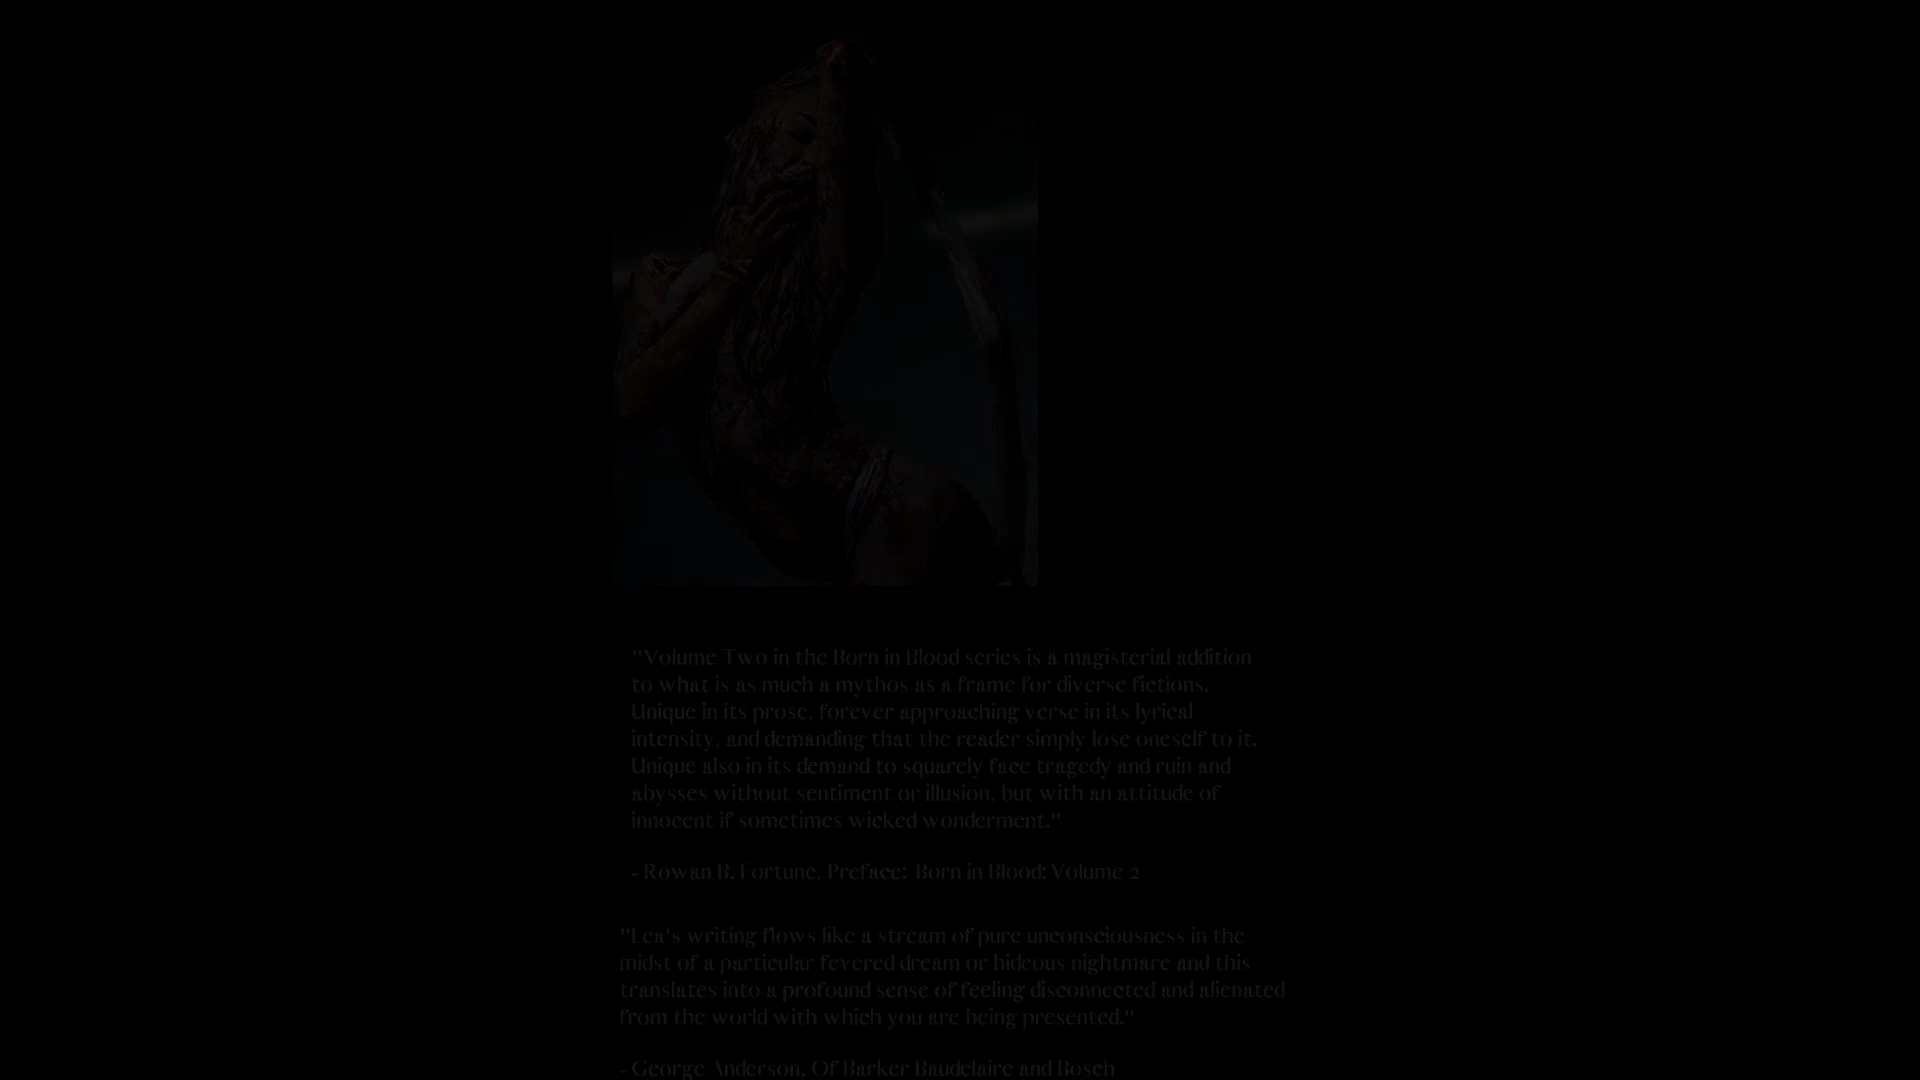 "Volume Two in the Born in Blood series is a magisterial addition
to what is as much a mythos as a frame for diverse fictions.
Unique in its prose, forever approaching verse in its lyrical
intensity, and demanding that the reader simply lose oneself to it.
Unique also in its demand to squarely face tragedy and ruin and
abysses without sentiment or illusion, but with an attitude of
innocent if sometimes wicked wonderment."
- Rowan B. Fortune, Preface: Born in Blood: Volume 2
"Lea's writing flows like a stream of pure unconsciousness in the
midst of a particular fevered dream or hideous nightmare and this
translates into a profound sense of feeling disconnected and alienated
from the world with which you are being presented."
- George Anderson, Of Barker Baudelaire and Bosch